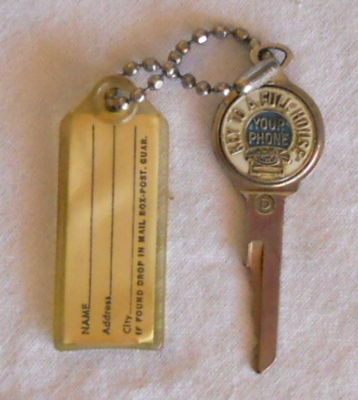 NAME
Address
City
IF FOUND DROP IN MAIL BOX-POST. GUAR.
KEY TO A FULL HOUSE
YOUR
PHONE
D